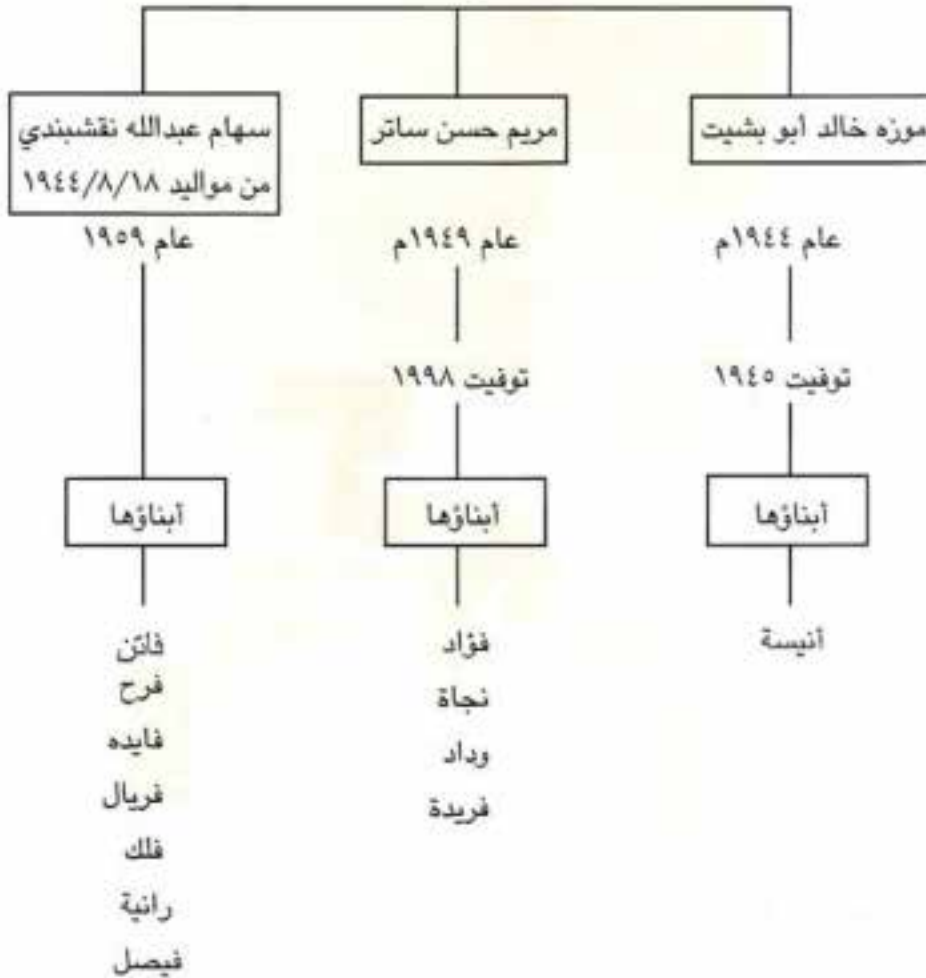 موزه خالد أبو بشيت
عام ١٩٤٤م
توفيت ١٩٤٥
أبناؤها
أنيسة
مريم حسن ساتر
عام ١٩٤٩م
توفيت ١٩٩٨
أبناؤها
فؤاد
نجاة
وداد
فريدة
سهام عبدالله نقشبندي
من مواليد ١٩٤٤/٨/١٨
عام ١٩٥٩
أبناؤها
فاتن
فرح
فايده
فريال
فلك
رانية
فيصل